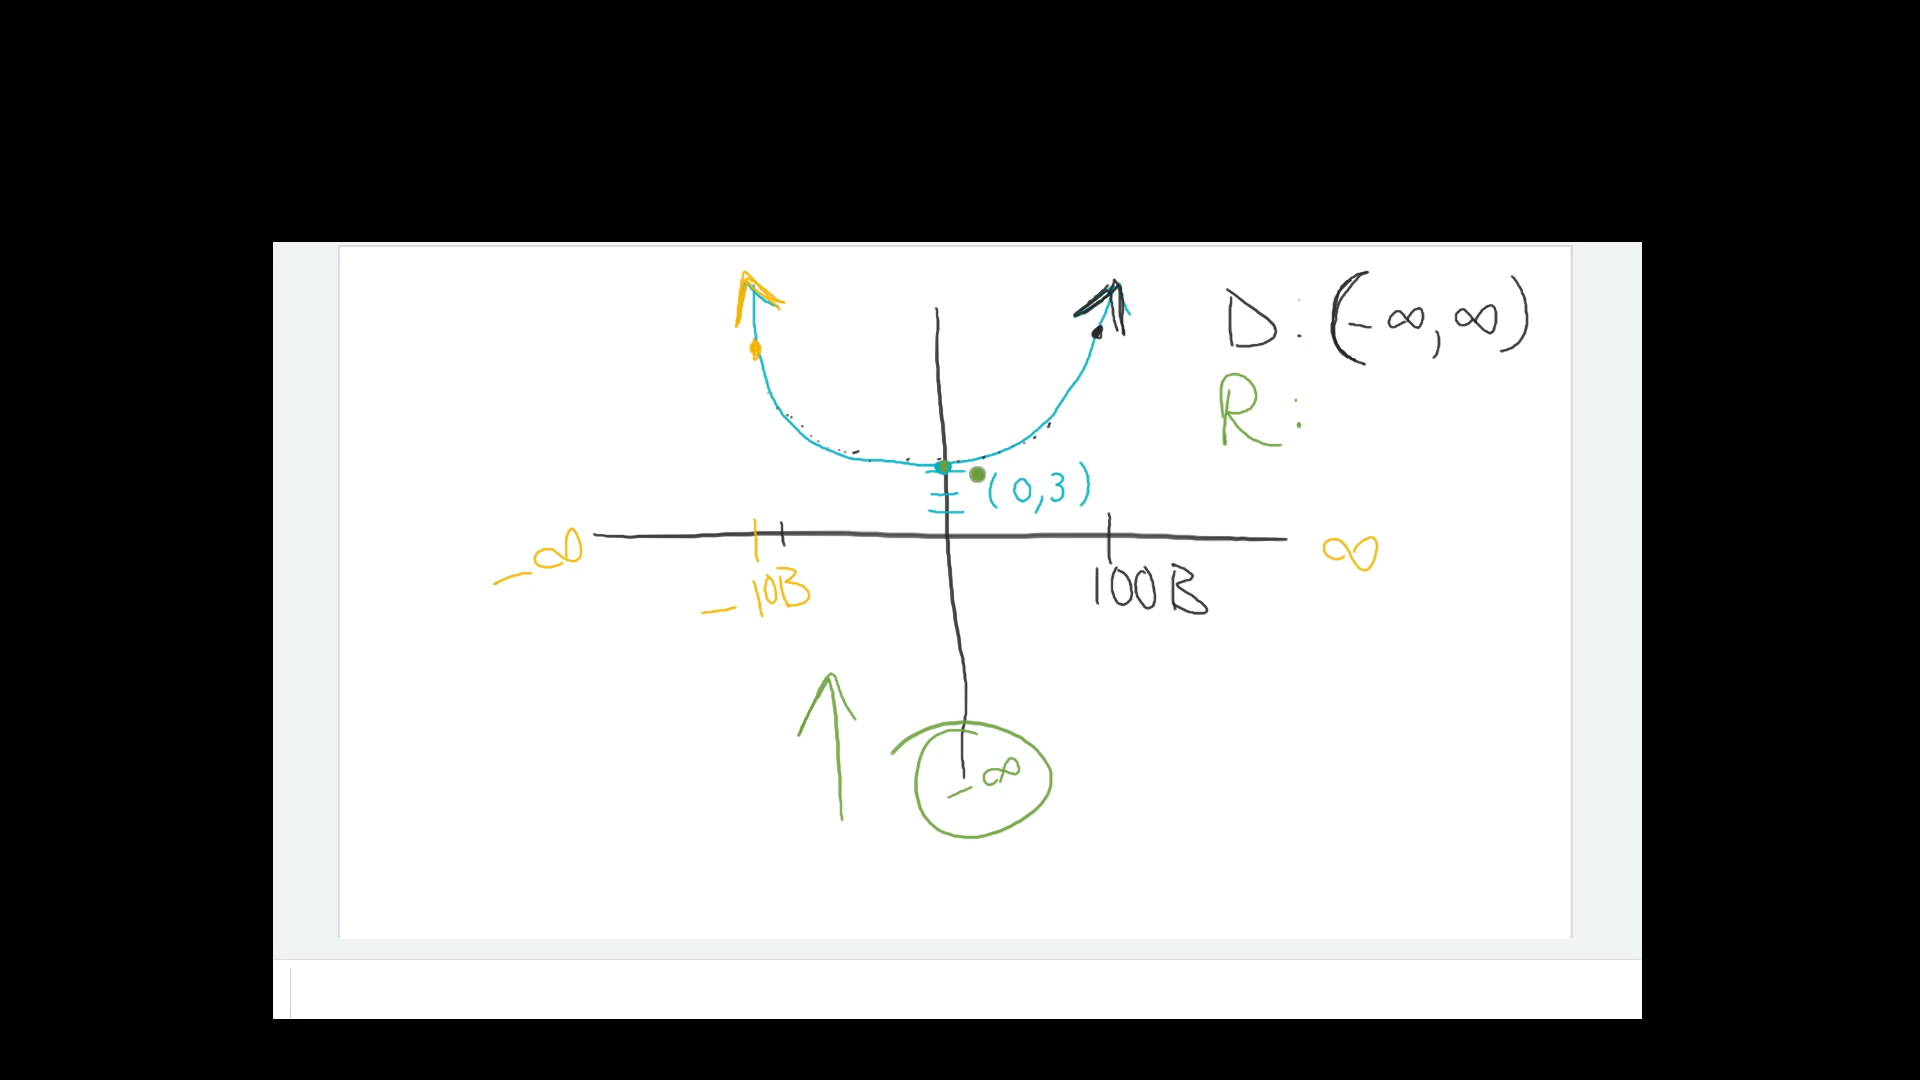 D: (-∞,∞)
R:
(0,3)
-∞
∞
-10B
100B
-∞